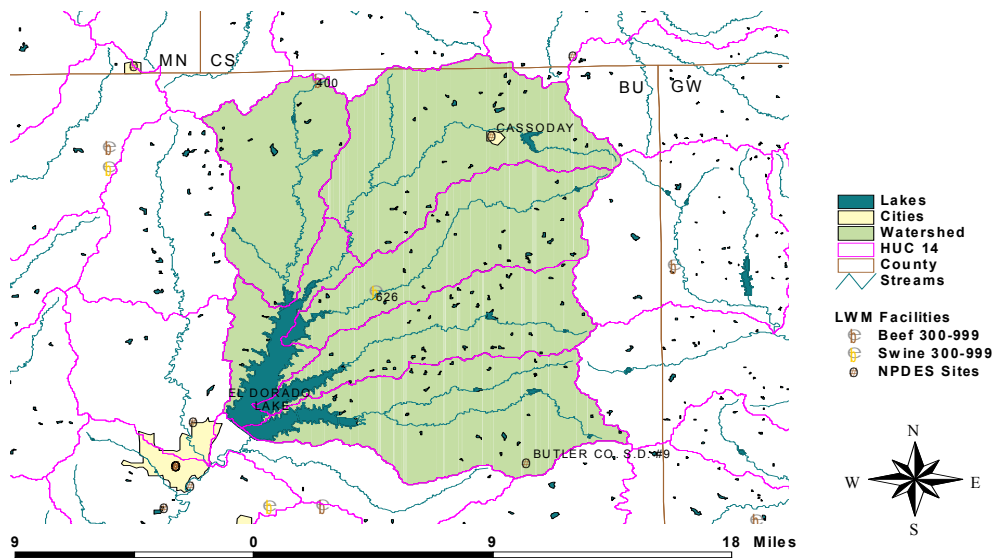 MN CS
400
BU GW
CASSODAY
626
EL DORADO
LAKE
BUTLER CO. S.D. #9
Lakes
Cities
Watershed
HUC 14
County
Streams
LWM Facilities
Beef 300-999
Swine 300-999
NPDES Sites
N
W E
S
9 0 9 18 Miles